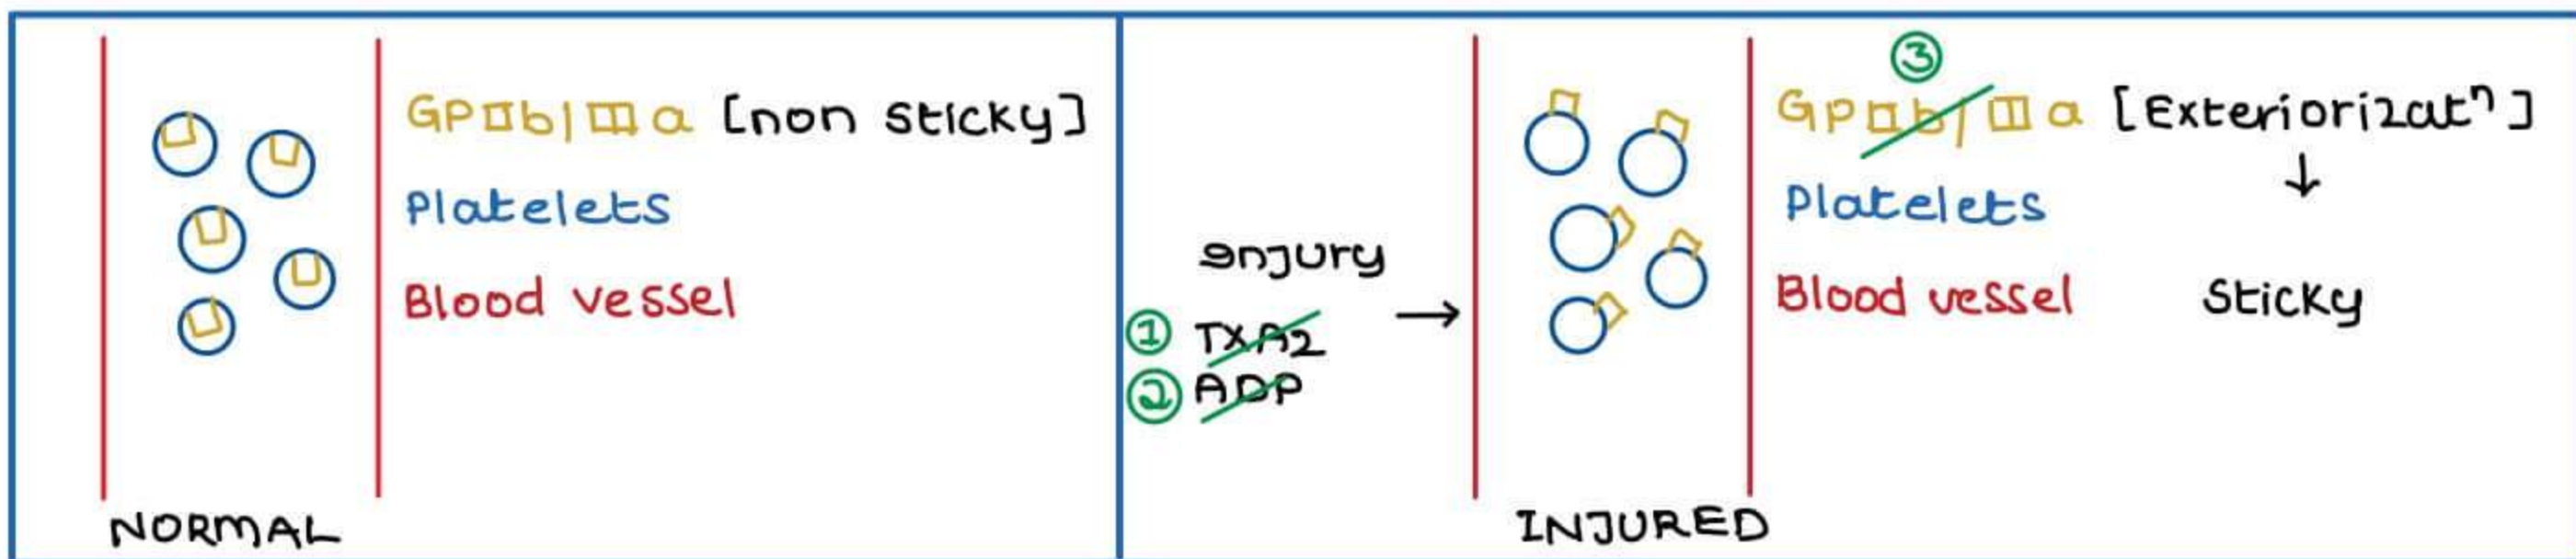 GPIIb|IIIa [non sticky]
Platelets
Blood vessel
NORMAL
Injury
① TXA2
② ADP
→
③
GPIIb/IIIa [Exteriorizatⁿ]
↓
Platelets
Blood vessel
Sticky
INJURED